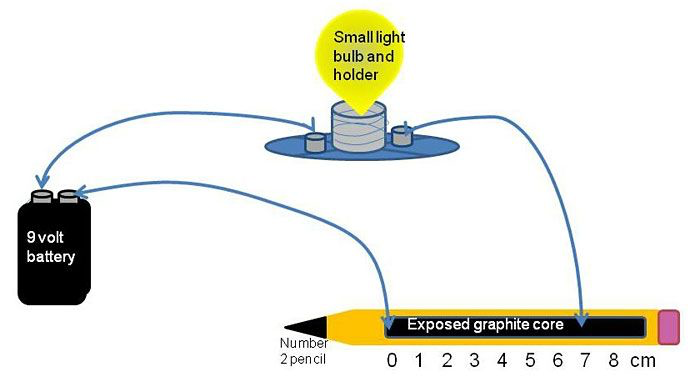 Small light
bulb and
holder
9 volt
battery
Exposed graphite core
Number
2 pencil
0 1 2 3 4 5 6 7 8 cm